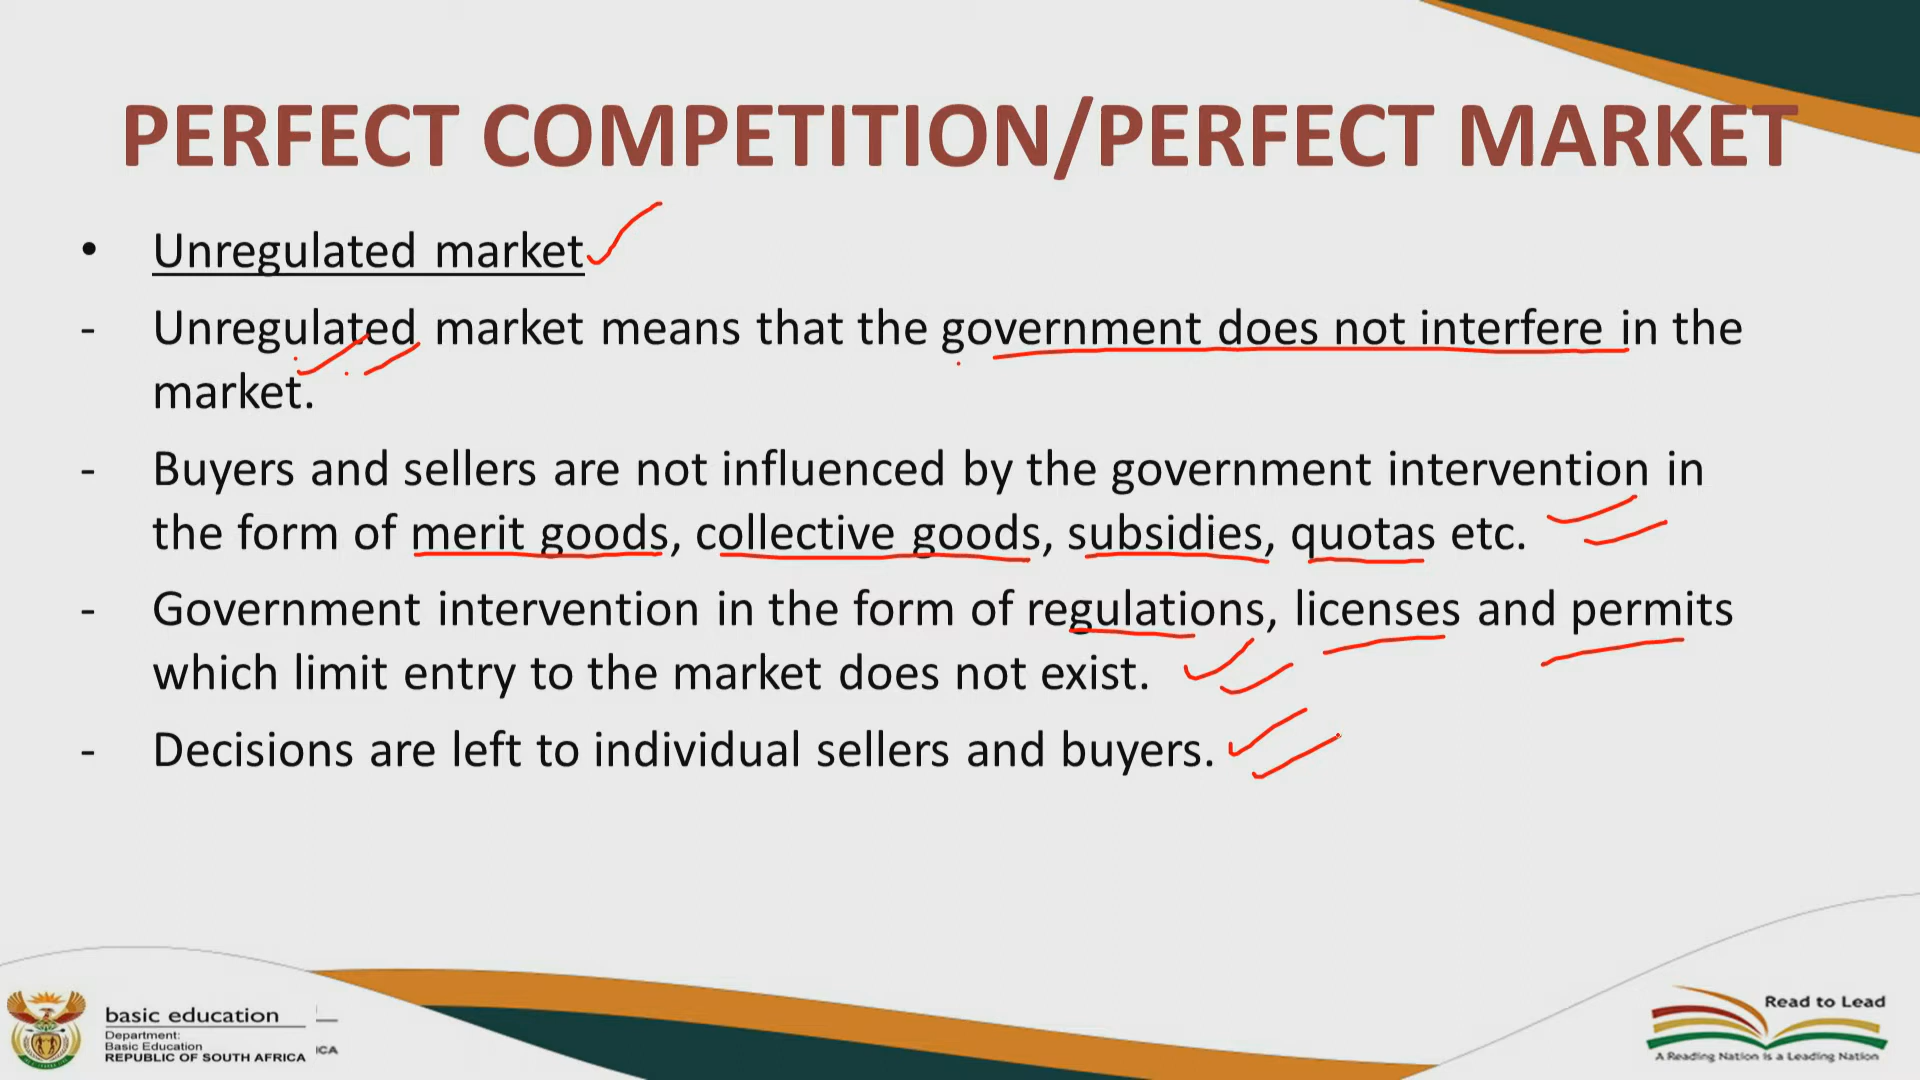 PERFECT COMPETITION/PERFECT MARKET
• Unregulated market
- Unregulated market means that the government does not interfere in the
market.
- Buyers and sellers are not influenced by the government intervention in
the form of merit goods, collective goods, subsidies, quotas etc.
- Government intervention in the form of regulations, licenses and permits
which limit entry to the market does not exist.
- Decisions are left to individual sellers and buyers.
basic education
Department:
Basic Education
REPUBLIC OF SOUTH AFRICA
ICA
Read to Lead
A Reading Nation is a Leading Nation